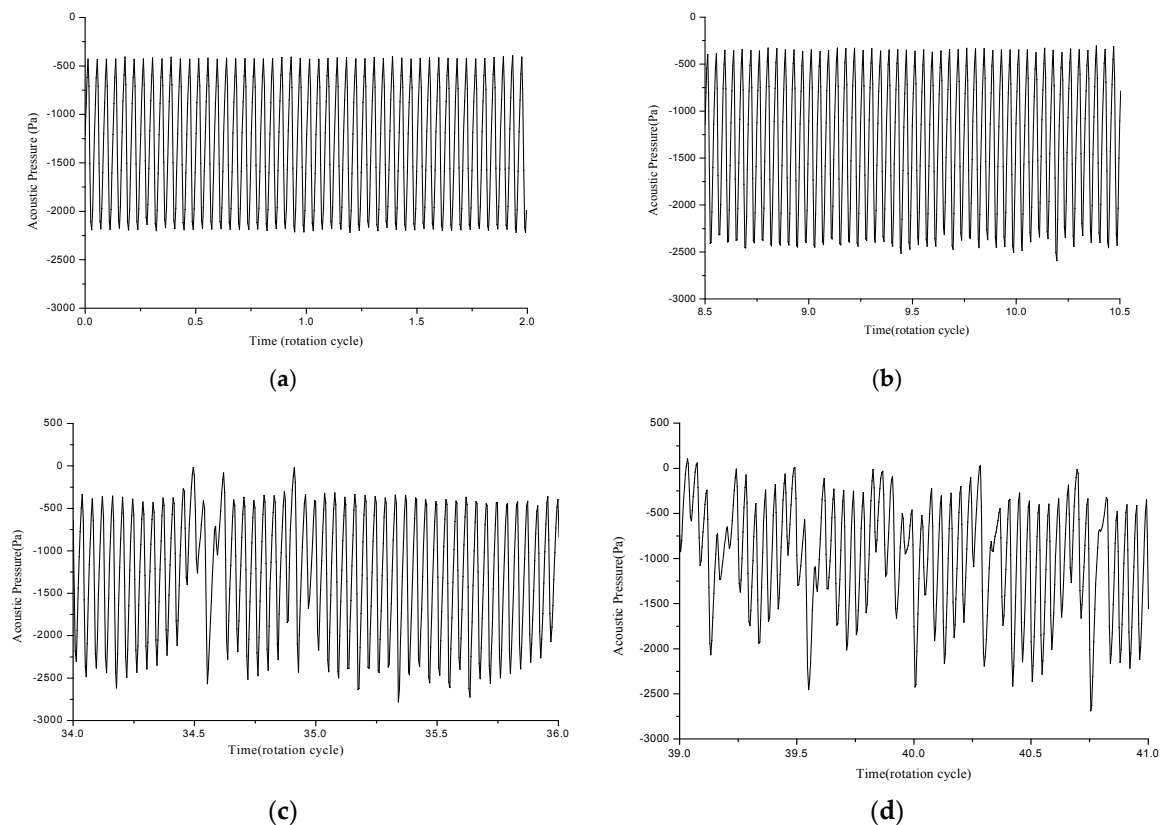 0
-500
-1000
-1500
-2000
-2500
-3000
Acoustic Pressure (Pa)
0.0 0.5 1.0 1.5 2.0
Time (rotation cycle)
(a)
0
-500
-1000
-1500
-2000
-2500
-3000
Acoustic Pressure(Pa)
8.5 9.0 9.5 10.0 10.5
Time(rotation cycle)
(b)
500
0
-500
-1000
-1500
-2000
-2500
-3000
Acoustic Pressure(Pa)
34.0 34.5 35.0 35.5 36.0
Time(rotation cycle)
(c)
500
0
-500
-1000
-1500
-2000
-2500
-3000
Acoustic Pressure(Pa)
39.0 39.5 40.0 40.5 41.0
Time(rotation cycle)
(d)